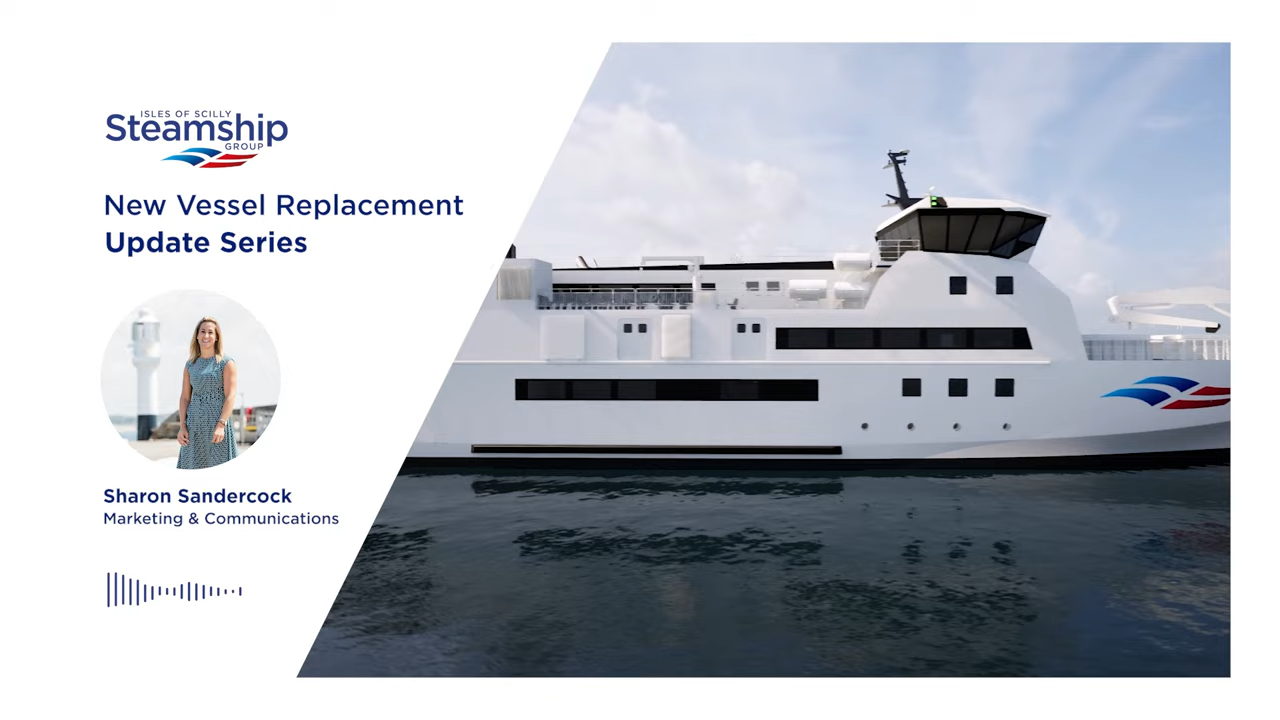 ISLES OF SCILLY
Steamship
GROUP
New Vessel Replacement
Update Series
Sharon Sandercock
Marketing & Communications